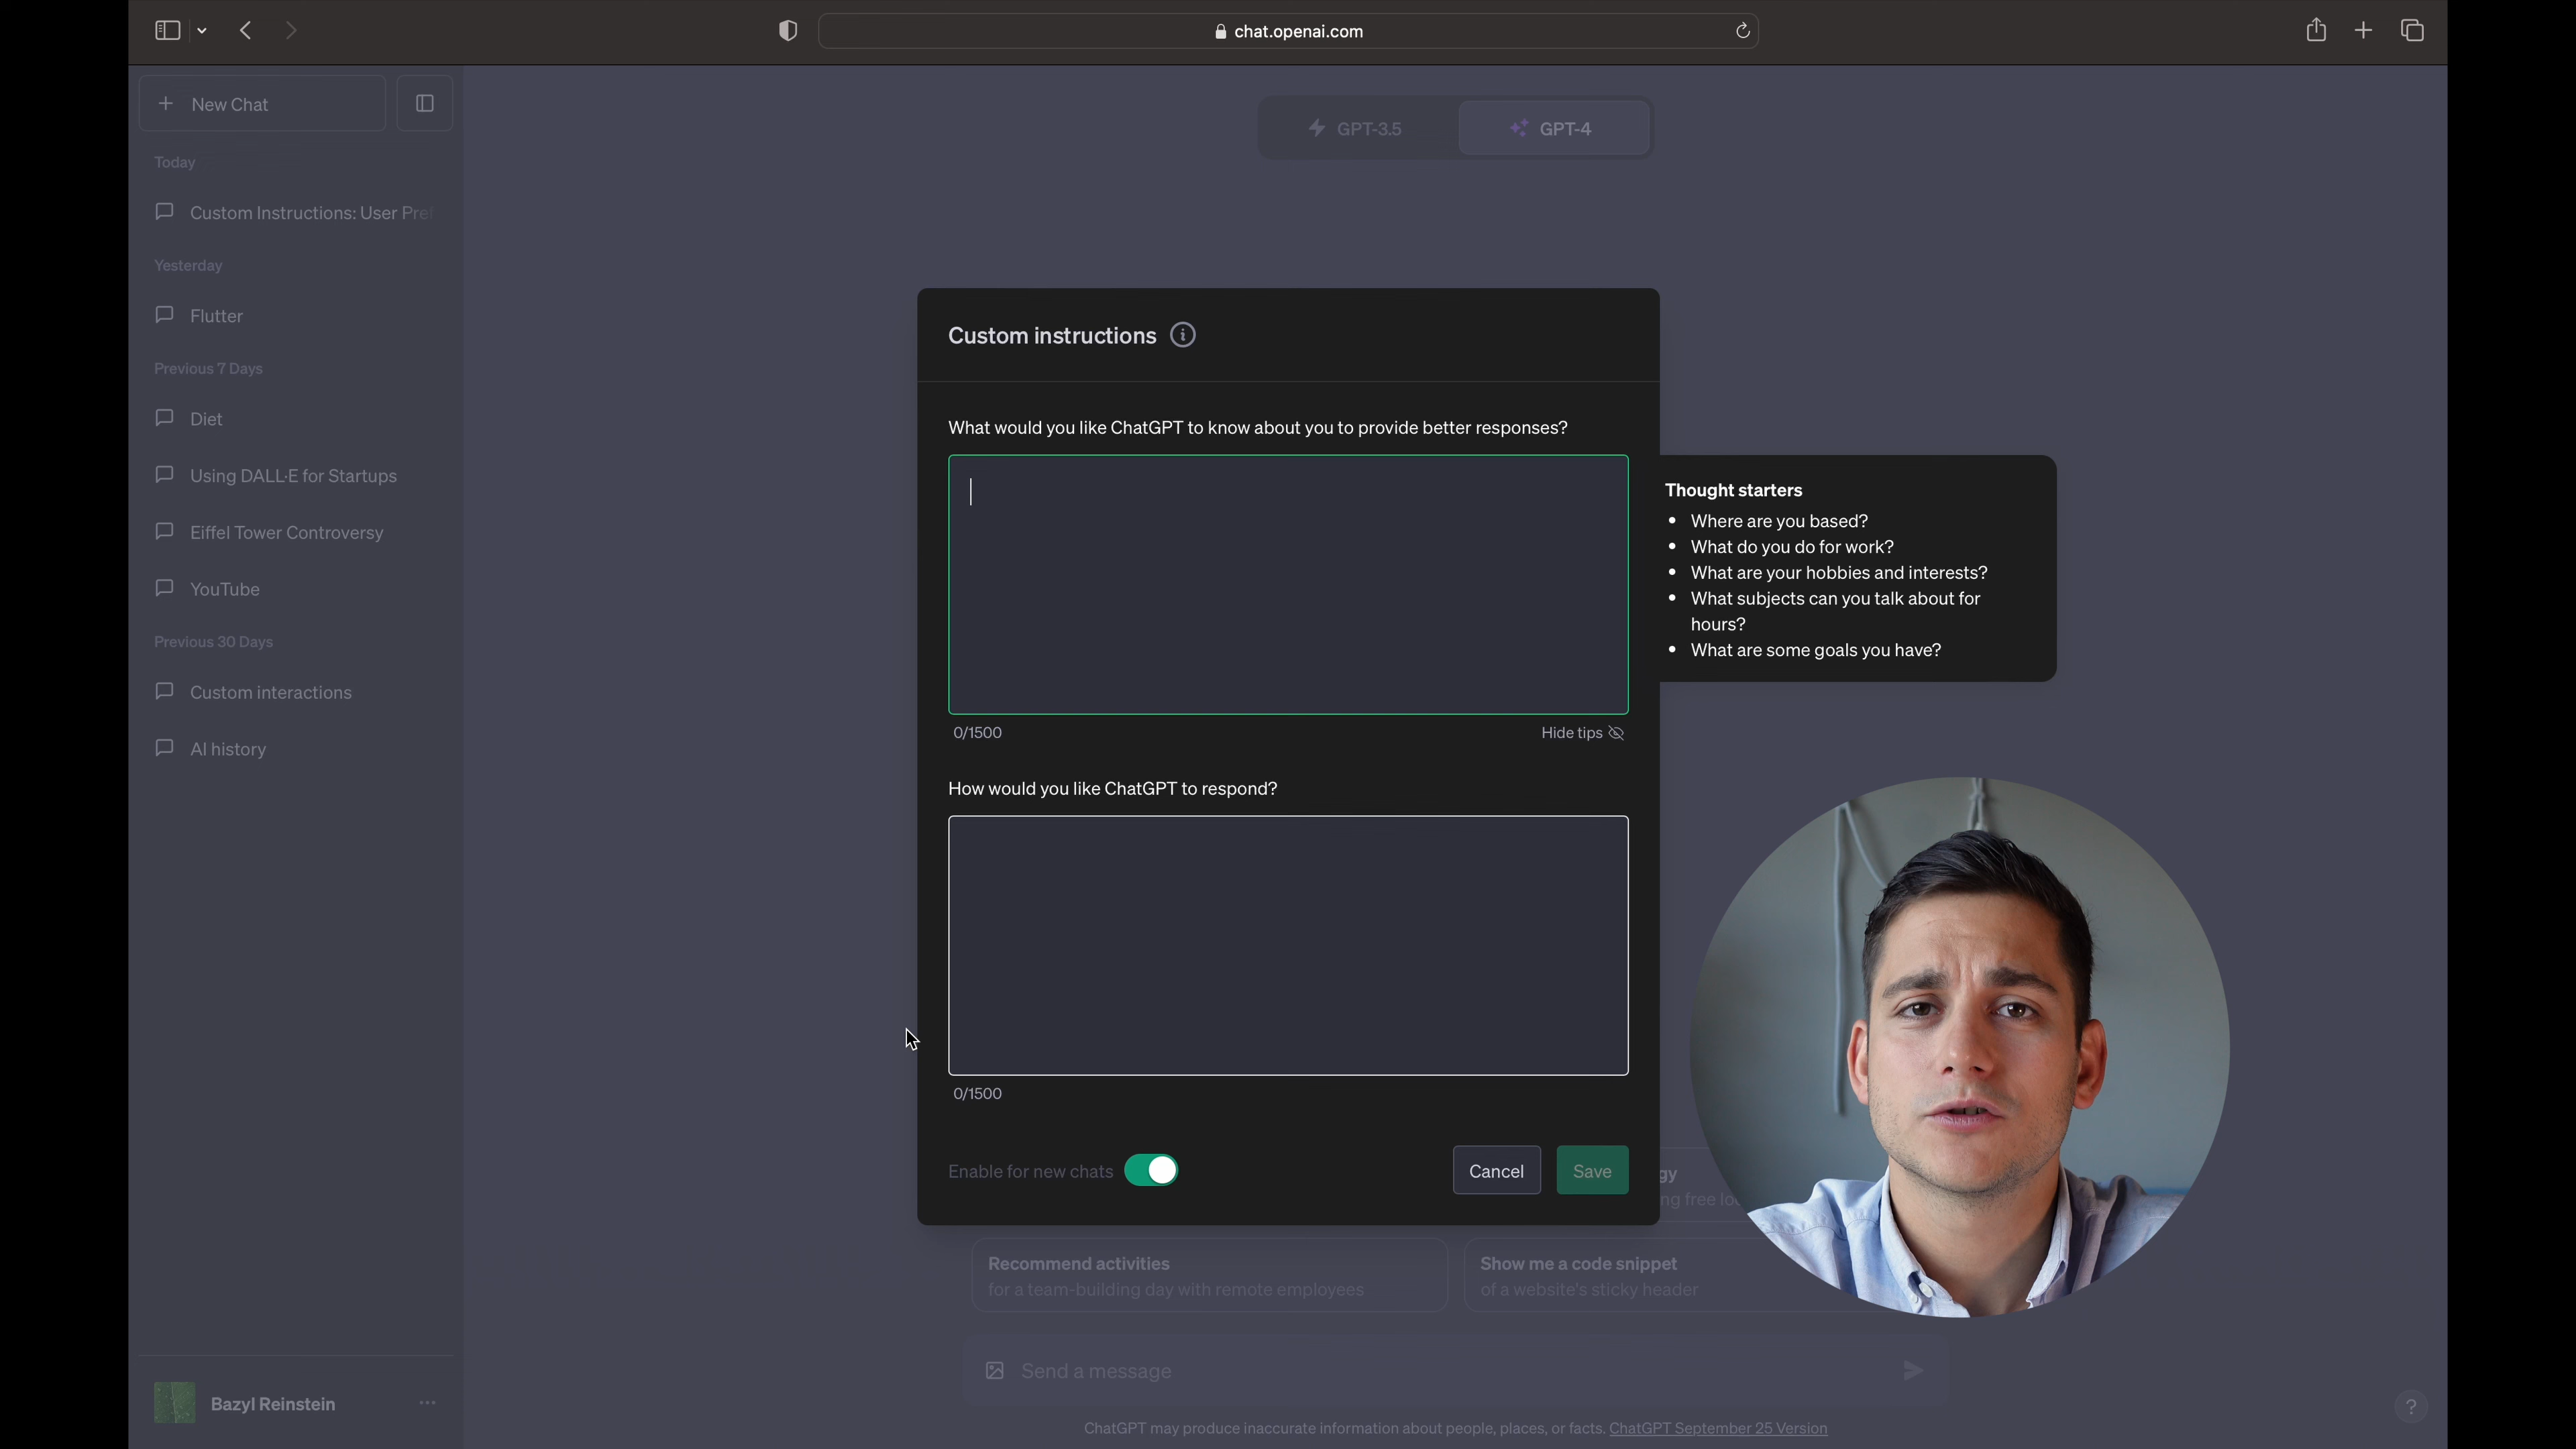 chat.openai.com
New Chat
Today
Custom Instructions: User Pref
Yesterday
Flutter
Previous 7 Days
Diet
Using DALL·E for Startups
Eiffel Tower Controversy
YouTube
Previous 30 Days
Custom interactions
AI history
Bazyl Reinstein
GPT-3.5
GPT-4
Custom instructions
What would you like ChatGPT to know about you to provide better responses?
0/1500
Hide tips
Thought starters
• Where are you based?
• What do you do for work?
• What are your hobbies and interests?
• What subjects can you talk about for
hours?
• What are some goals you have?
How would you like ChatGPT to respond?
0/1500
Enable for new chats
Cancel
Save
gy
ng free lo
Recommend activities
for a team-building day with remote employees
Show me a code snippet
of a website's sticky header
Send a message
ChatGPT may produce inaccurate information about people, places, or facts. ChatGPT September 25 Version
?